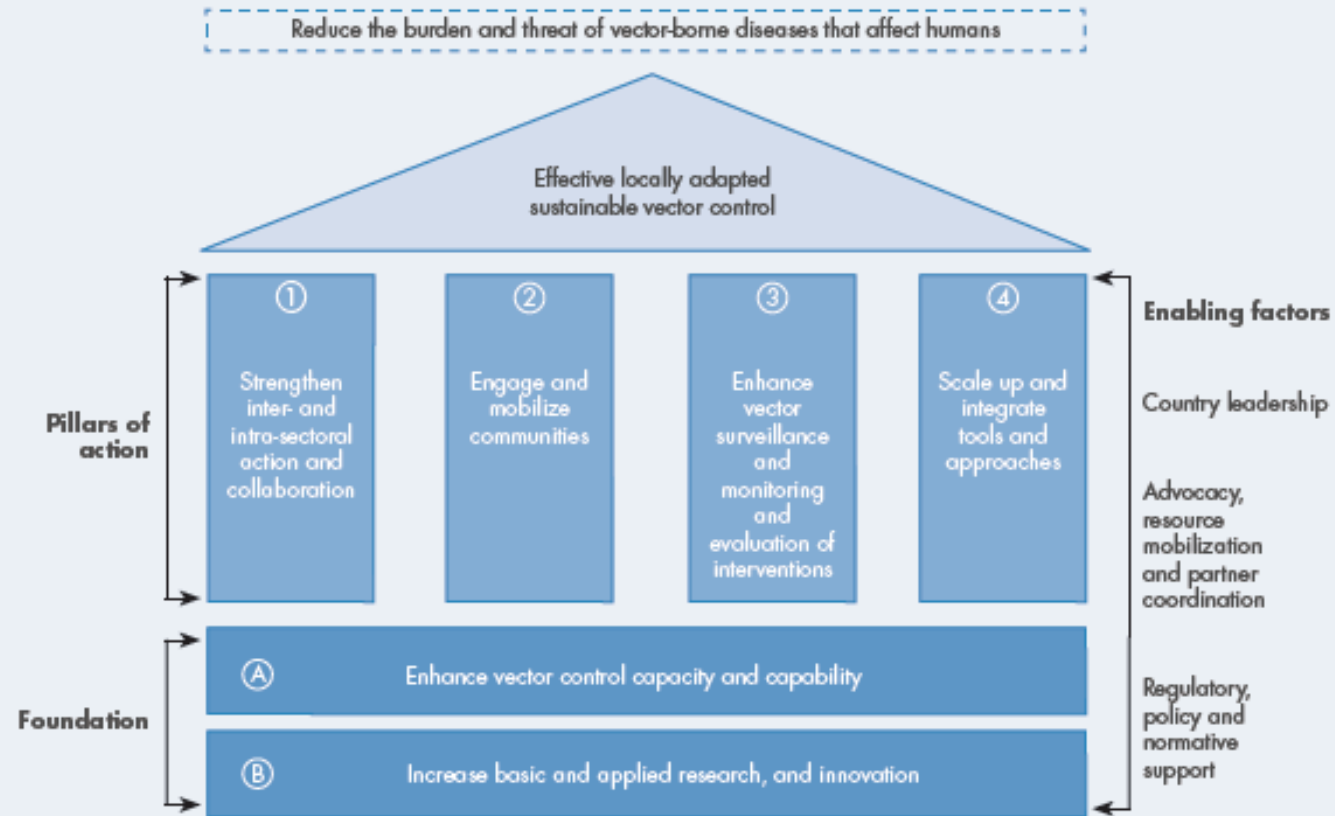 Reduce the burden and threat of vector-borne diseases that affect humans
Effective locally adapted
sustainable vector control
Pillars of
action
①
Strengthen
inter- and
intra-sectoral
action and
collaboration
②
Engage and
mobilize
communities
③
Enhance
vector
surveillance
and
monitoring
and
evaluation of
interventions
④
Scale up and
integrate
tools and
approaches
Enabling factors
Country leadership
Advocacy,
resource
mobilization
and partner
coordination
Regulatory,
policy and
normative
support
Foundation
Ⓐ Enhance vector control capacity and capability
Ⓑ Increase basic and applied research, and innovation